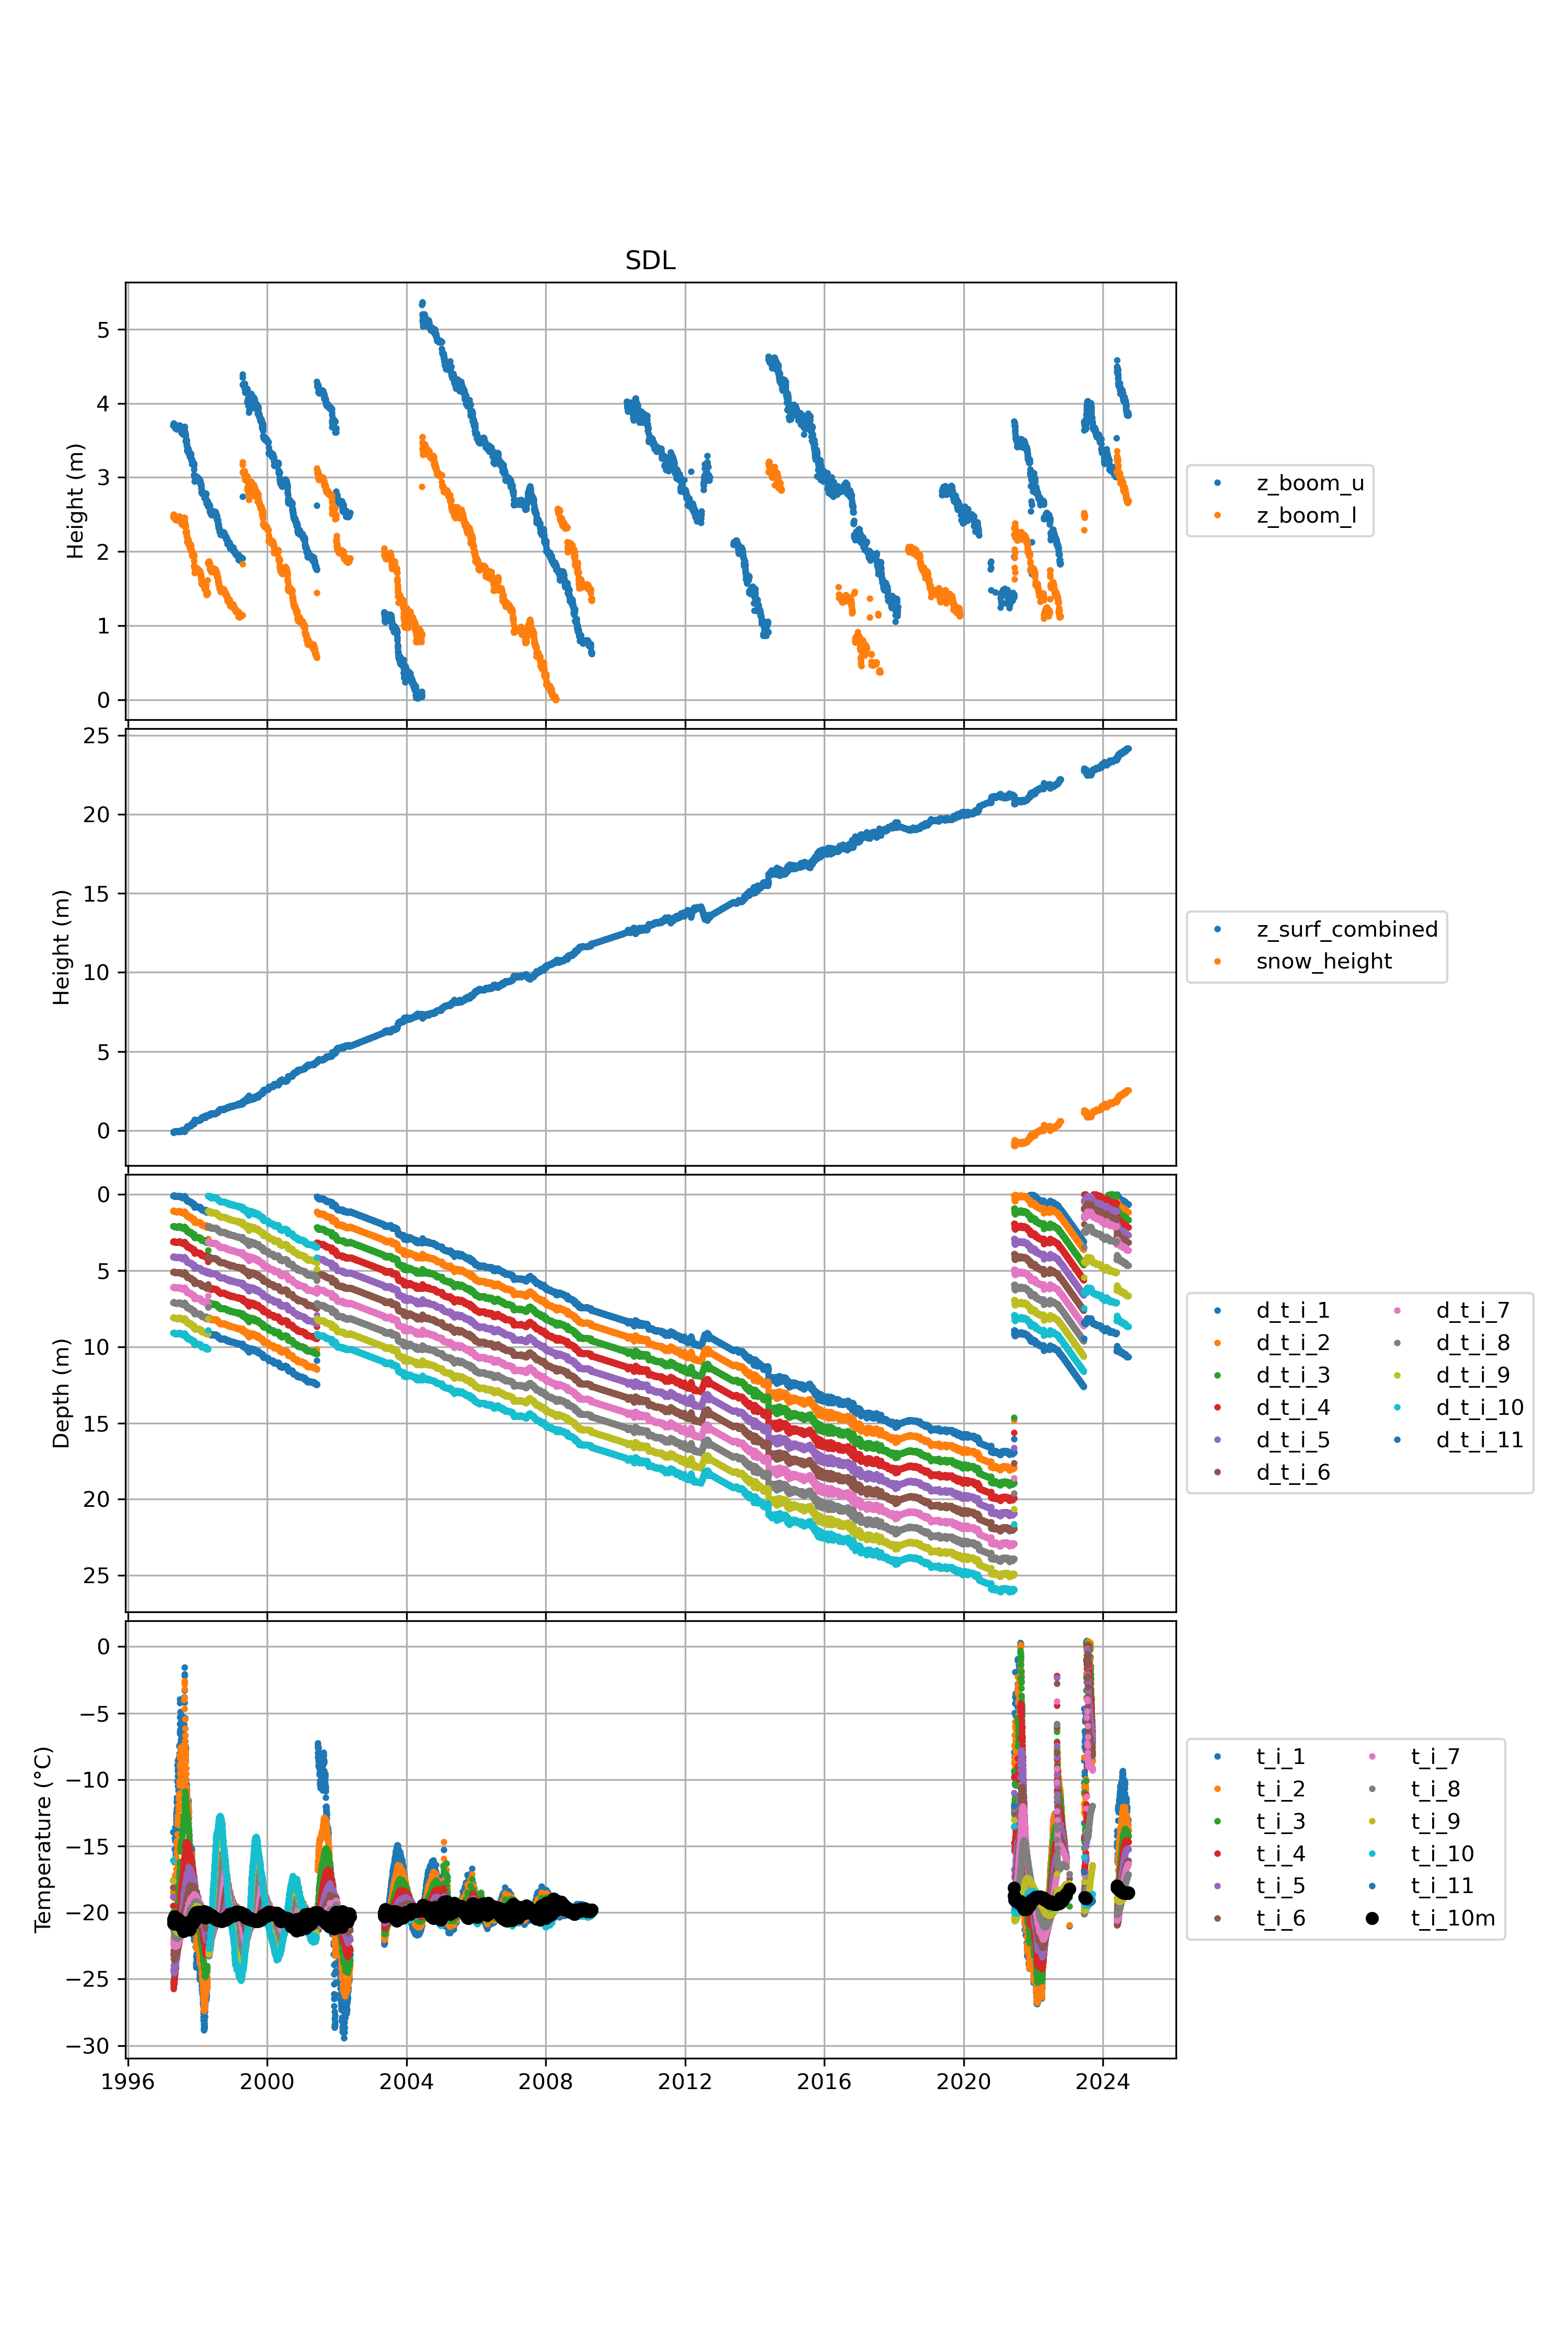 SDL
Height (m)
5
4
3
2
1
0
z_boom_u
z_boom_l
Height (m)
25
20
15
10
5
0
z_surf_combined
snow_height
Depth (m)
0
5
10
15
20
25
d_t_i_1
d_t_i_2
d_t_i_3
d_t_i_4
d_t_i_5
d_t_i_6
d_t_i_7
d_t_i_8
d_t_i_9
d_t_i_10
d_t_i_11
Temperature (°C)
0
−5
−10
−15
−20
−25
−30
t_i_1
t_i_2
t_i_3
t_i_4
t_i_5
t_i_6
t_i_7
t_i_8
t_i_9
t_i_10
t_i_11
t_i_10m
1996 2000 2004 2008 2012 2016 2020 2024